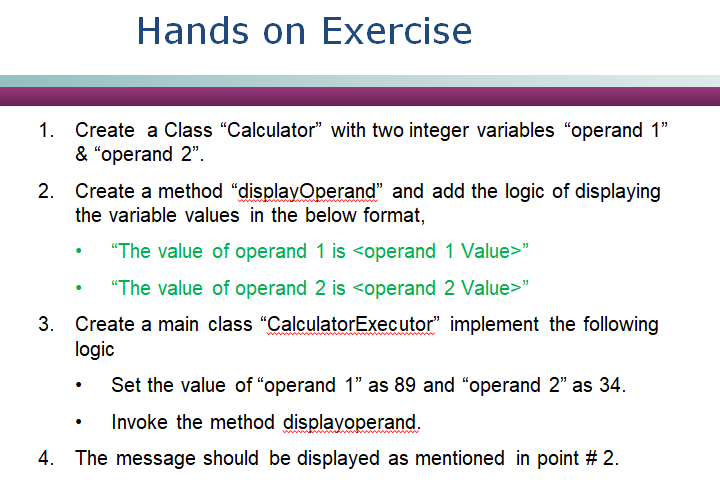 Hands on Exercise
1. Create a Class “Calculator” with two integer variables “operand 1”
& “operand 2”.
2. Create a method “displayOperand” and add the logic of displaying
the variable values in the below format,
• “The value of operand 1 is <operand 1 Value>”
• “The value of operand 2 is <operand 2 Value>”
3. Create a main class “CalculatorExecutor” implement the following
logic
• Set the value of “operand 1” as 89 and “operand 2” as 34.
• Invoke the method displayoperand.
4. The message should be displayed as mentioned in point # 2.